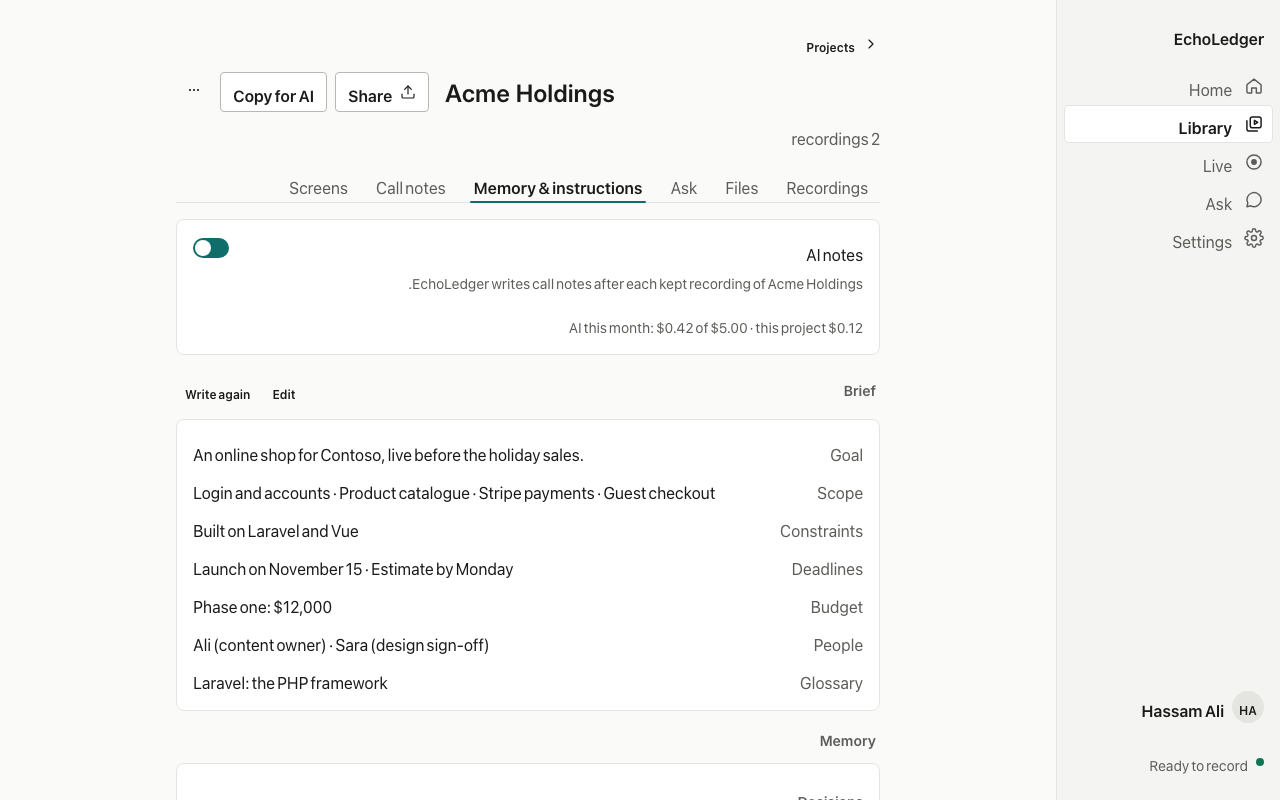 EchoLedger
Home
Library
Live
Ask
Settings
Hassam Ali
HA
Ready to record
Projects
Acme Holdings
Share
Copy for AI
...
recordings 2
Recordings
Files
Ask
Memory & instructions
Call notes
Screens
AI notes
.EchoLedger writes call notes after each kept recording of Acme Holdings
AI this month: $0.42 of $5.00 · this project $0.12
Brief
Edit
Write again
Goal
An online shop for Contoso, live before the holiday sales.
Scope
Login and accounts · Product catalogue · Stripe payments · Guest checkout
Constraints
Built on Laravel and Vue
Deadlines
Launch on November 15 · Estimate by Monday
Budget
Phase one: $12,000
People
Ali (content owner) · Sara (design sign-off)
Glossary
Laravel: the PHP framework
Memory
Decisions